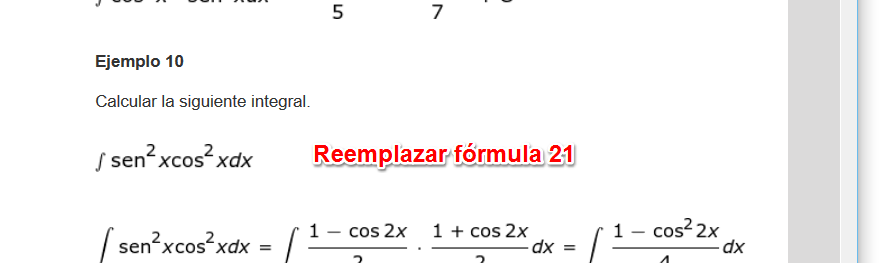 5 7
Ejemplo 10
Calcular la siguiente integral.
∫ sen²xcos²xdx Reemplazar fórmula 21
∫ sen²xcos²xdx = ∫ (1 − cos 2x)/2 · (1 + cos 2x)/2 dx = ∫ (1 − cos² 2x)/4 dx